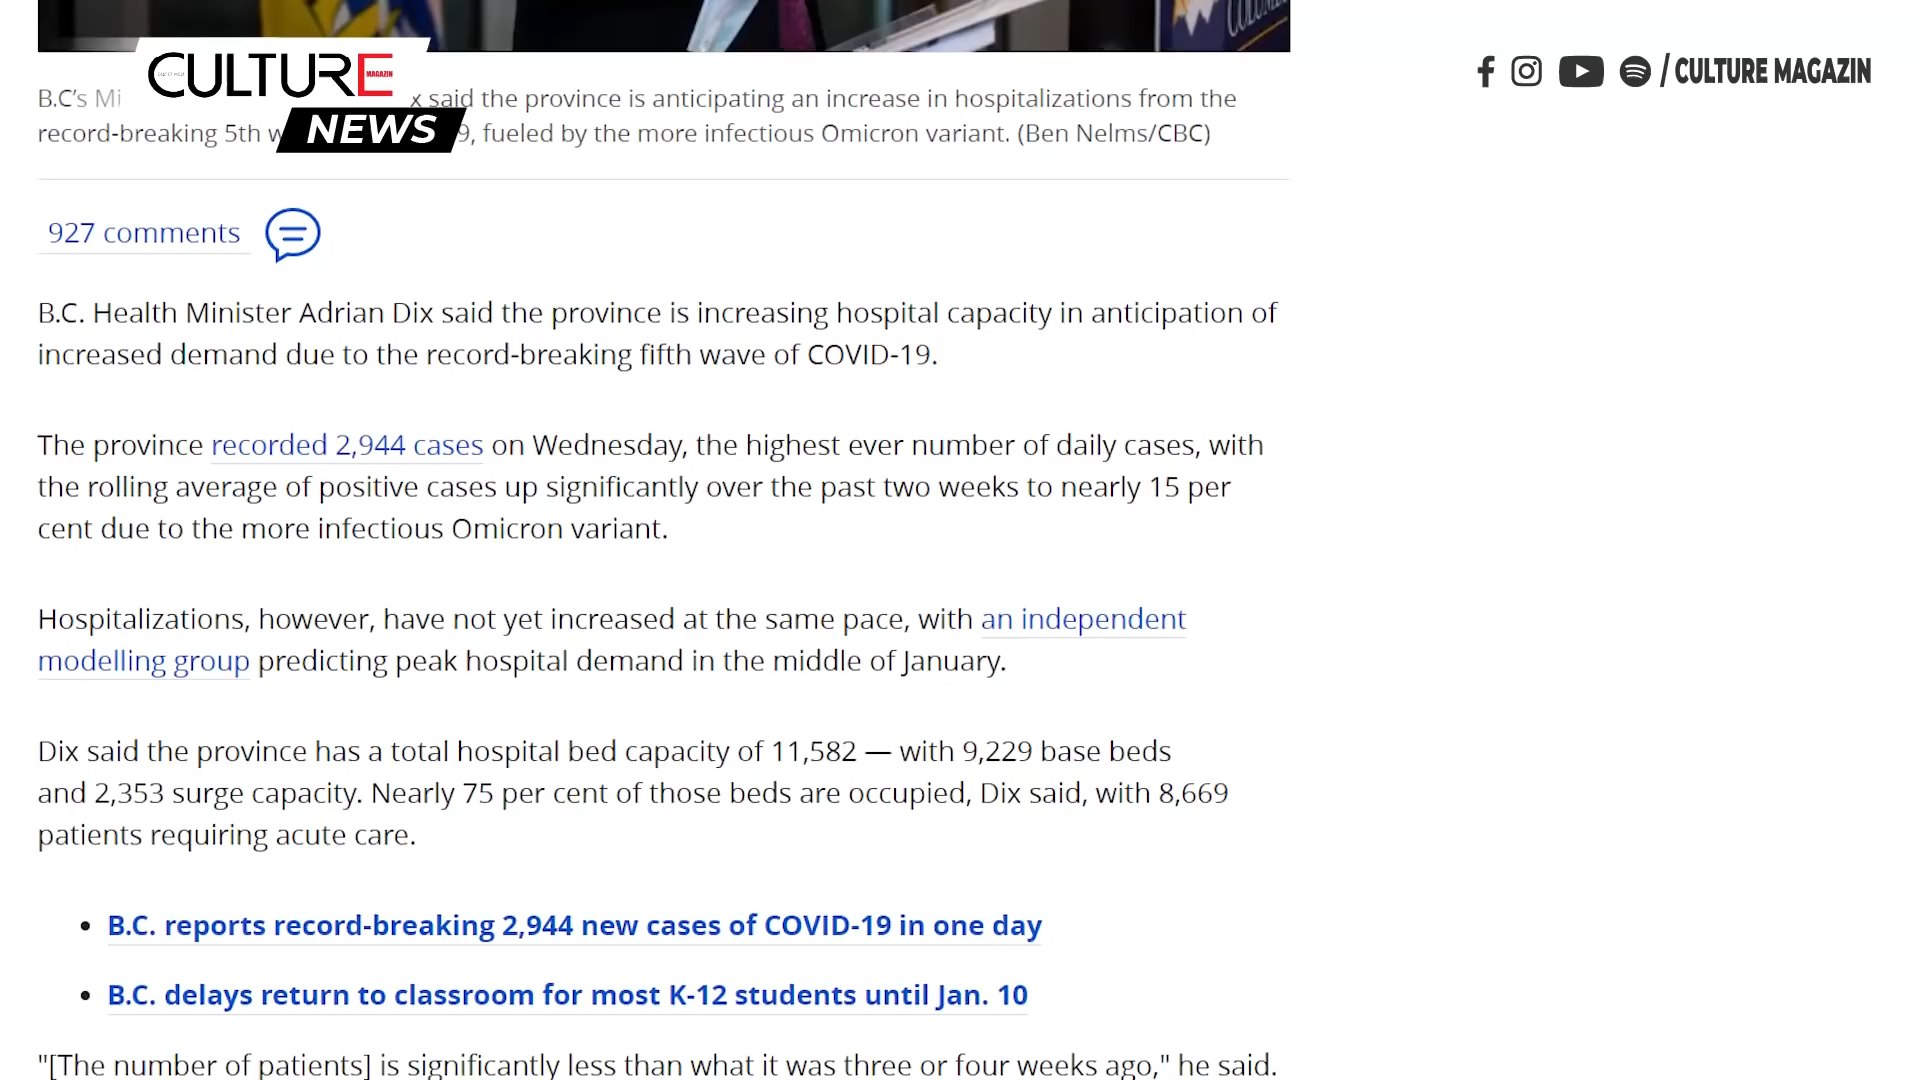 COLUMB
CULTURE
MAGAZIN
NEWS
/ CULTURE MAGAZIN
B.C's Mi x said the province is anticipating an increase in hospitalizations from the
record-breaking 5th w 9, fueled by the more infectious Omicron variant. (Ben Nelms/CBC)
927 comments
B.C. Health Minister Adrian Dix said the province is increasing hospital capacity in anticipation of
increased demand due to the record-breaking fifth wave of COVID-19.
The province recorded 2,944 cases on Wednesday, the highest ever number of daily cases, with
the rolling average of positive cases up significantly over the past two weeks to nearly 15 per
cent due to the more infectious Omicron variant.
Hospitalizations, however, have not yet increased at the same pace, with an independent
modelling group predicting peak hospital demand in the middle of January.
Dix said the province has a total hospital bed capacity of 11,582 — with 9,229 base beds
and 2,353 surge capacity. Nearly 75 per cent of those beds are occupied, Dix said, with 8,669
patients requiring acute care.
• B.C. reports record-breaking 2,944 new cases of COVID-19 in one day
• B.C. delays return to classroom for most K-12 students until Jan. 10
"[The number of patients] is significantly less than what it was three or four weeks ago," he said.